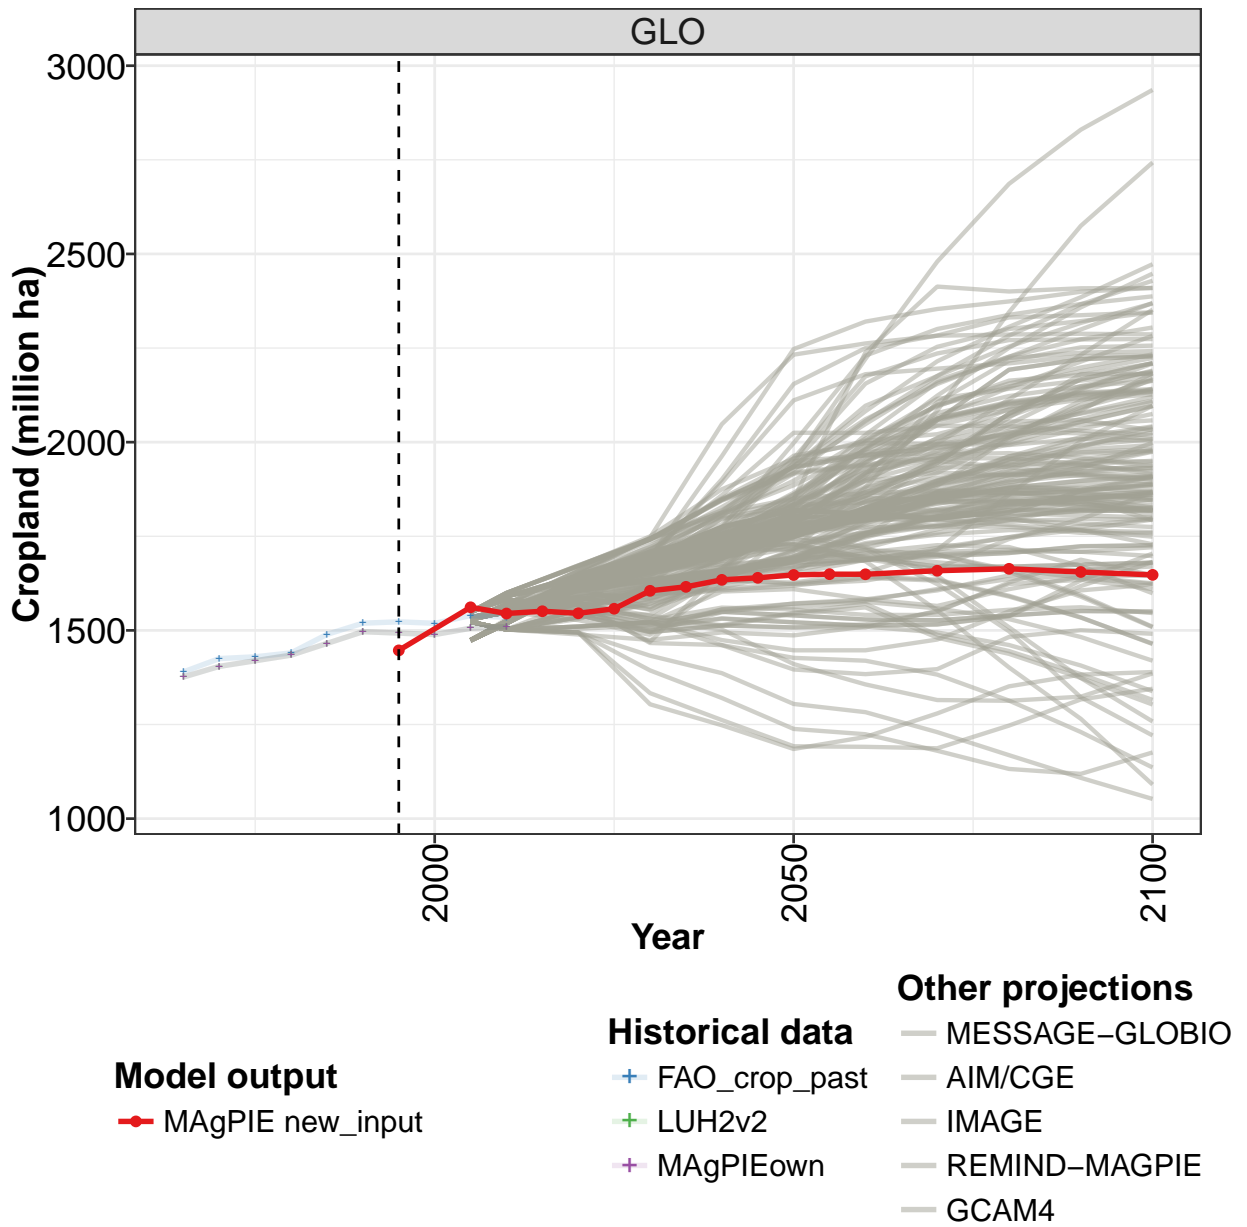 GLO
3000
2500
2000
1500
1000
Cropland (million ha)
2000
2050
2100
Year
Model output
MAgPIE new_input
Historical data
FAO_crop_past
LUH2v2
MAgPIEown
Other projections
MESSAGE−GLOBIO
AIM/CGE
IMAGE
REMIND−MAGPIE
GCAM4